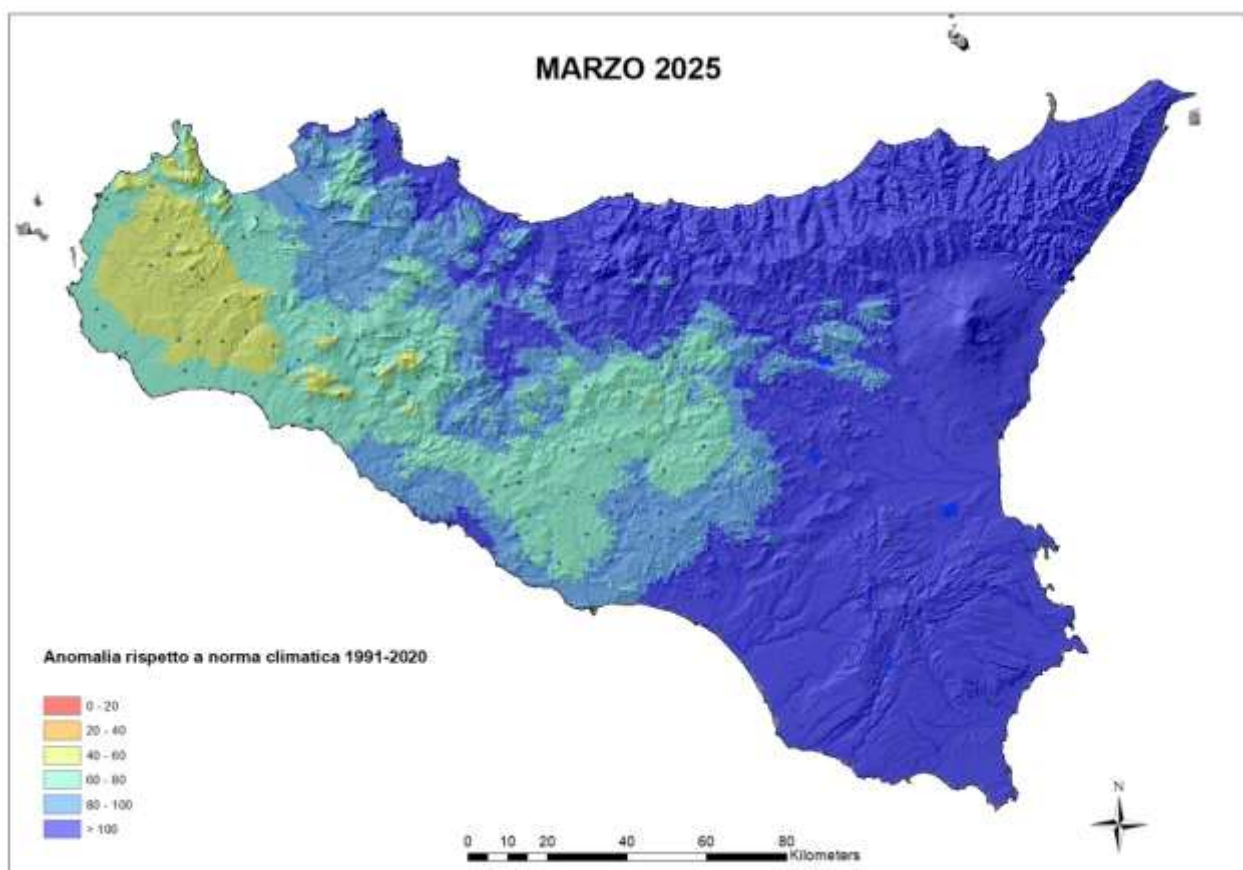 MARZO 2025
Anomalia rispetto a norma climatica 1991-2020
0 - 20
20 - 40
40 - 60
60 - 80
80 - 100
> 100
N
0 10 20 40 60 80
Kilometers